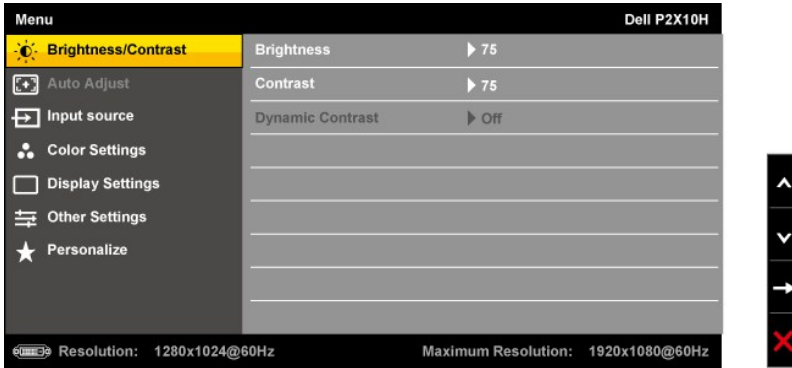 Menu Dell P2X10H
Brightness/Contrast Brightness 75
Auto Adjust Contrast 75
Input source Dynamic Contrast Off
Color Settings
Display Settings
Other Settings
Personalize
Resolution: 1280x1024@60Hz Maximum Resolution: 1920x1080@60Hz